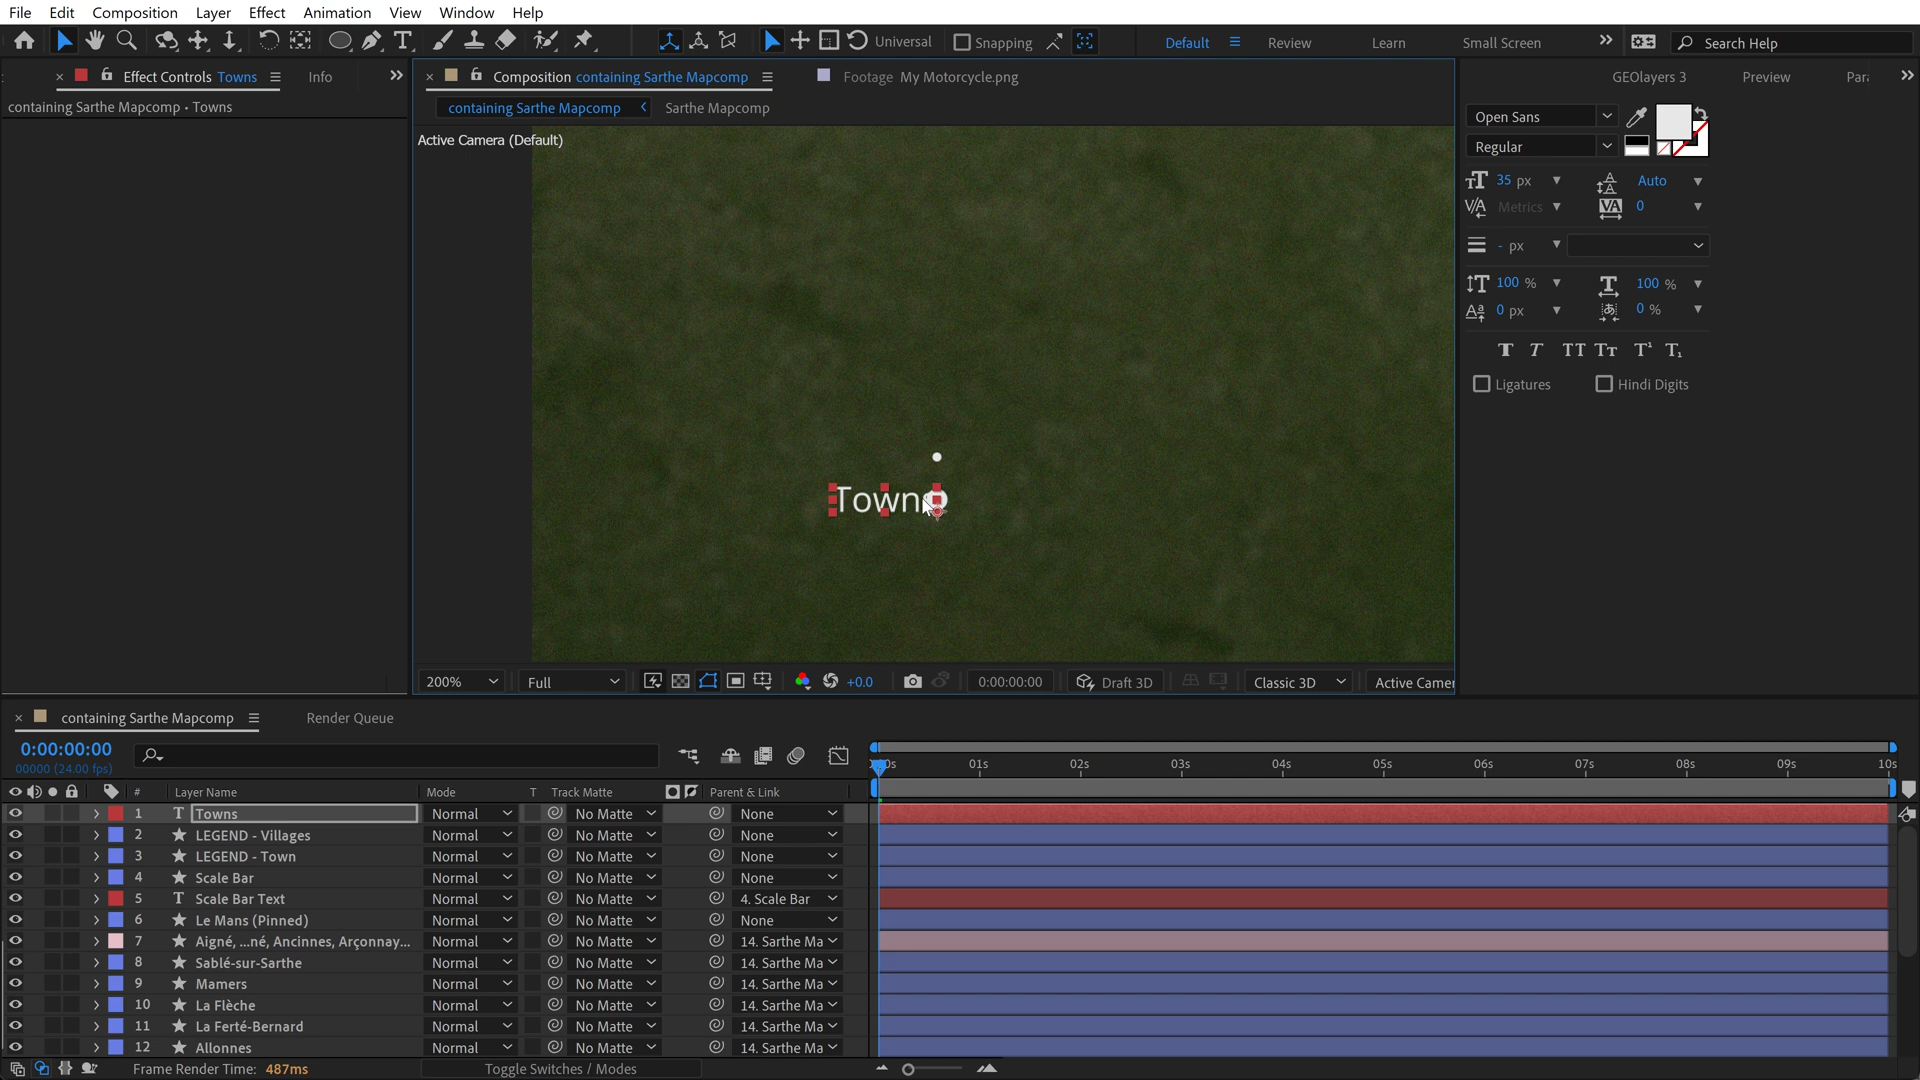 File Edit Composition Layer Effect Animation View Window Help
Universal Snapping Default Review Learn Small Screen Search Help
Effect Controls Towns Info
Composition containing Sarthe Mapcomp Footage My Motorcycle.png
GEOlayers 3 Preview
containing Sarthe Mapcomp • Towns
containing Sarthe Mapcomp Sarthe Mapcomp
Active Camera (Default)
Open Sans
Regular
35 px Auto
Metrics 0
- px
100 % 100 %
0 px 0 %
T T TT Tт T¹ T₁
Ligatures Hindi Digits
Towns
200% Full +0.0 0:00:00:00 Draft 3D Classic 3D Active Camer
containing Sarthe Mapcomp Render Queue
0:00:00:00
00000 (24.00 fps)
01s 02s 03s 04s 05s 06s 07s 08s 09s 10s
# Layer Name Mode T Track Matte Parent & Link
1 T Towns Normal No Matte None
2 LEGEND - Villages Normal No Matte None
3 LEGEND - Town Normal No Matte None
4 Scale Bar Normal No Matte None
5 T Scale Bar Text Normal No Matte 4. Scale Bar
6 Le Mans (Pinned) Normal No Matte None
7 Aigné, ...né, Ancinnes, Arçonnay... Normal No Matte 14. Sarthe Ma
8 Sablé-sur-Sarthe Normal No Matte 14. Sarthe Ma
9 Mamers Normal No Matte 14. Sarthe Ma
10 La Flèche Normal No Matte 14. Sarthe Ma
11 La Ferté-Bernard Normal No Matte 14. Sarthe Ma
12 Allonnes Normal No Matte 14. Sarthe Ma
Frame Render Time: 487ms Toggle Switches / Modes